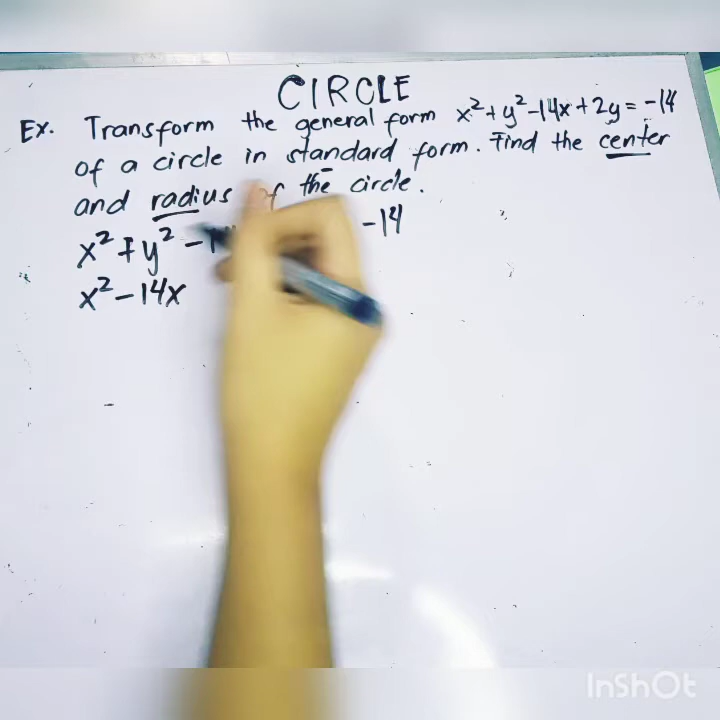 CIRCLE
Ex. Transform the general form x²+y²-14x+2y=-14
of a circle in standard form. Find the center
and radius of the circle.
x²+y²-14
x²-14x
InShOt